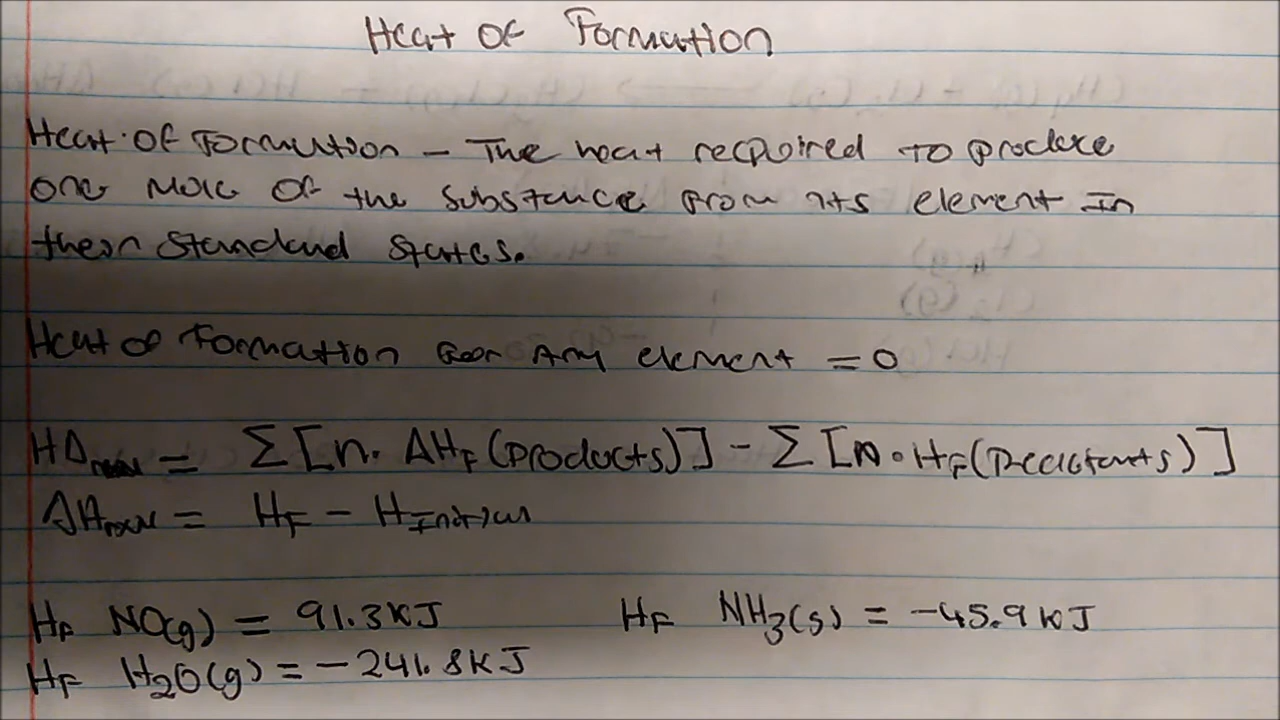 Heat of Formation
Heat of Formation - The heat required to produce
one mole of the substance from its element in
their standard states.
Heat of Formation for Any element = 0
HΔrxn = Σ[n. ΔHF (products)] - Σ[n.HF(Reactants)]
ΔHrxn = HF - HInitial
HF NO(g) = 91.3KJ HF NH3(s) = -45.9KJ
HF H2O(g) = -241.8KJ